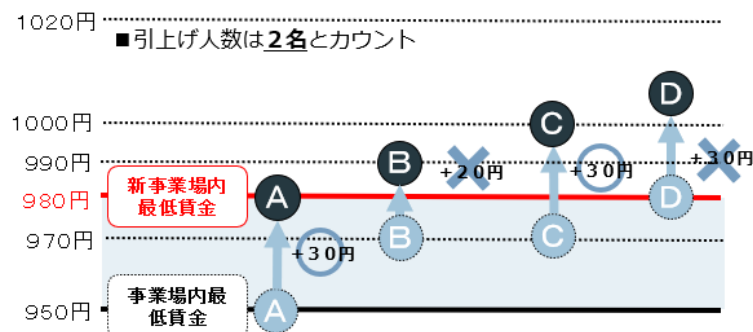 1020円
■引上げ人数は２名とカウント
1000円
990円
980円
970円
950円
新事業場内
最低賃金
事業場内最
低賃金
A
+30円
A
B
+20円
B
C
+30円
C
D
+30円
D